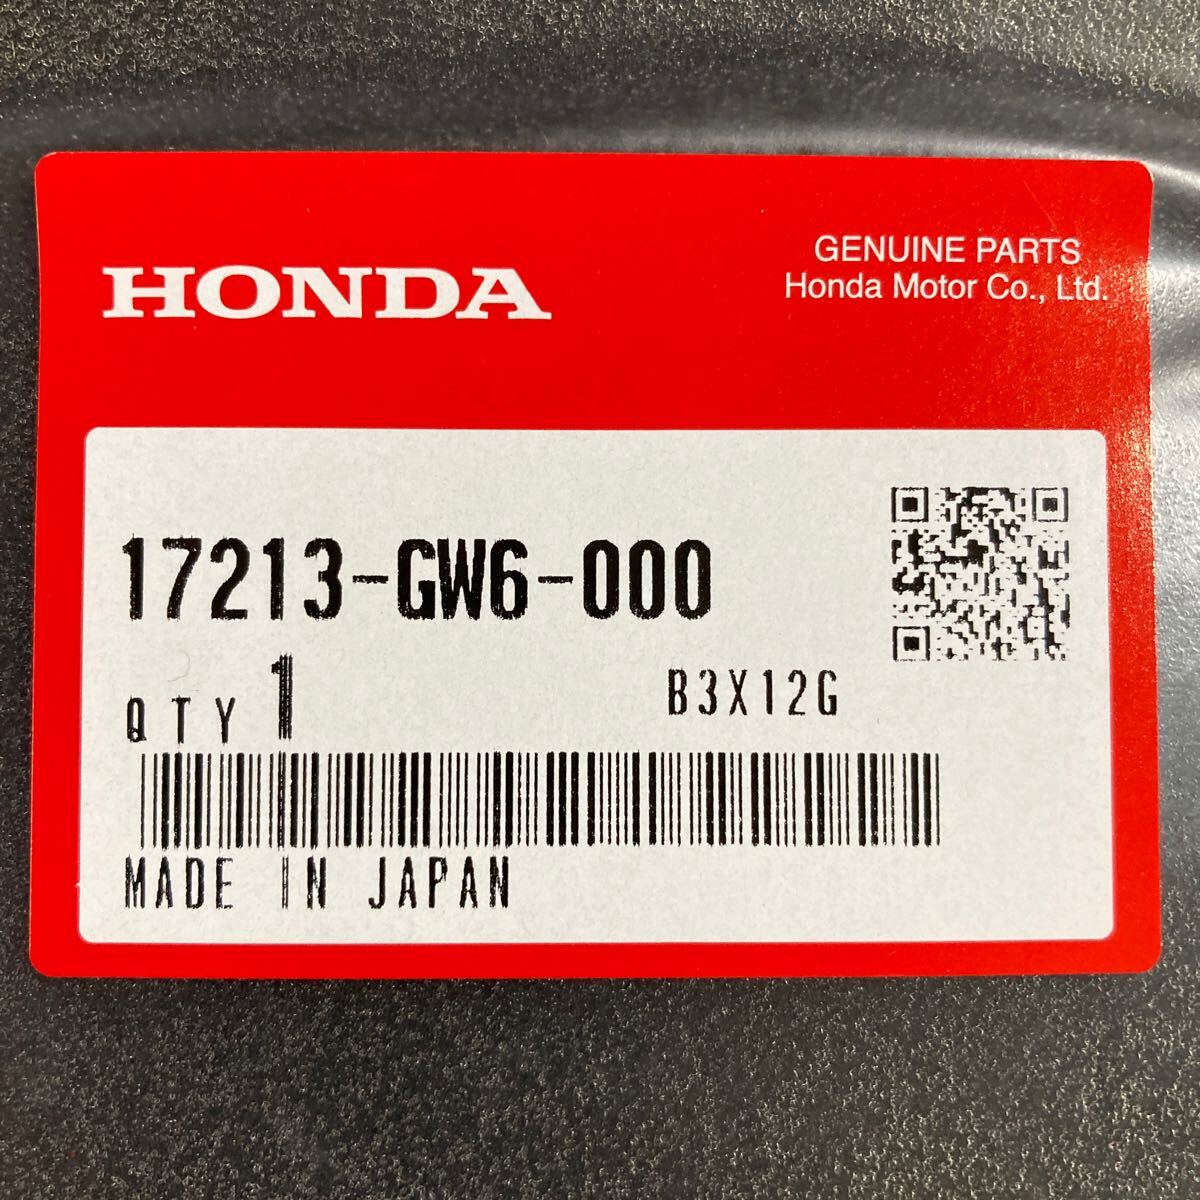 HONDA
GENUINE PARTS
Honda Motor Co., Ltd.
17213-GW6-000
QTY 1
B3X12G
MADE IN JAPAN